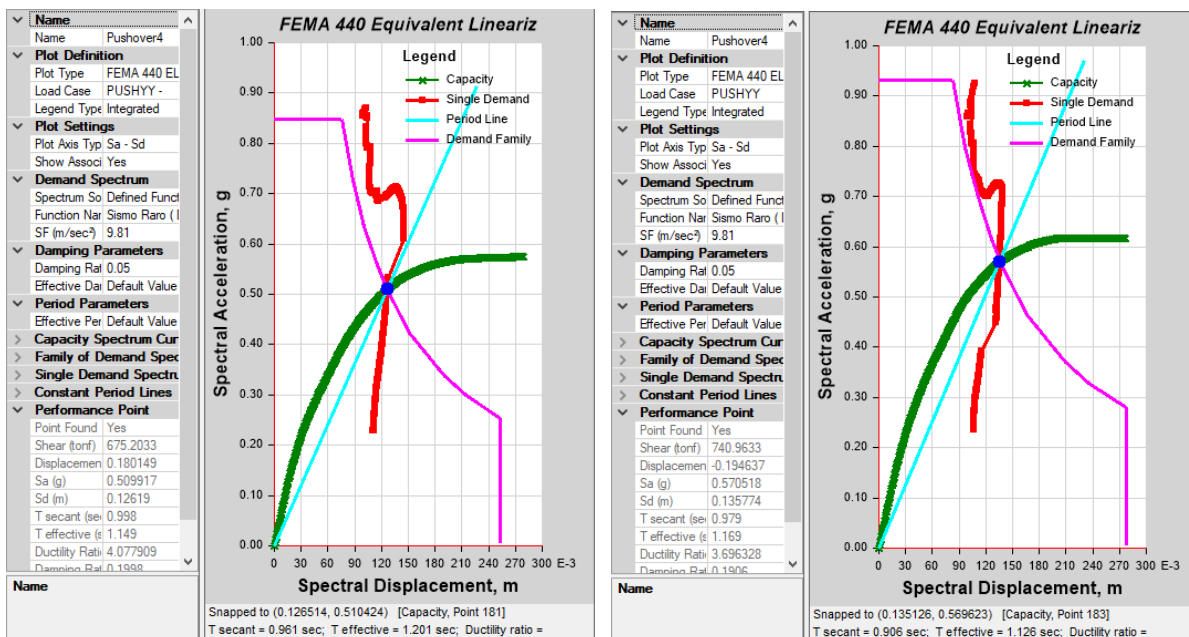 Name
Name Pushover4
Plot Definition
Plot Type FEMA 440 EL
Load Case PUSHYY -
Legend Type Integrated
Plot Settings
Plot Axis Typ Sa - Sd
Show Associ Yes
Demand Spectrum
Spectrum So Defined Funct
Function Nar Sismo Raro ( I
SF (m/sec²) 9.81
Damping Parameters
Damping Rat 0.05
Effective Dar Default Value
Period Parameters
Effective Per Default Value
Capacity Spectrum Cur
Family of Demand Spec
Single Demand Spectru
Constant Period Lines
Performance Point
Point Found Yes
Shear (tonf) 675.2033
Displacemen 0.180149
Sa (g) 0.509917
Sd (m) 0.12619
T secant (sec 0.998
T effective (s 1.149
Ductility Ratio 4.077909
Damping Rat 0.1998
Name
FEMA 440 Equivalent Lineariz
Legend
Capacity
Single Demand
Period Line
Demand Family
Spectral Acceleration, g
1.00
0.90
0.80
0.70
0.60
0.50
0.40
0.30
0.20
0.10
0.00
0 30 60 90 120 150 180 210 240 270 300 E-3
Spectral Displacement, m
Snapped to (0.126514, 0.510424) [Capacity, Point 181]
T secant = 0.961 sec; T effective = 1.201 sec; Ductility ratio =
Name
Name Pushover4
Plot Definition
Plot Type FEMA 440 EL
Load Case PUSHYY
Legend Type Integrated
Plot Settings
Plot Axis Typ Sa - Sd
Show Associ Yes
Demand Spectrum
Spectrum So Defined Funct
Function Nar Sismo Raro ( I
SF (m/sec²) 9.81
Damping Parameters
Damping Rat 0.05
Effective Dar Default Value
Period Parameters
Effective Per Default Value
Capacity Spectrum Cur
Family of Demand Spec
Single Demand Spectru
Constant Period Lines
Performance Point
Point Found Yes
Shear (tonf) 740.9633
Displacemen -0.194637
Sa (g) 0.570518
Sd (m) 0.135774
T secant (sec 0.979
T effective (s 1.169
Ductility Ratio 3.696328
Damping Rat 0.1906
Name
FEMA 440 Equivalent Lineariz
Legend
Capacity
Single Demand
Period Line
Demand Family
Spectral Acceleration, g
1.00
0.90
0.80
0.70
0.60
0.50
0.40
0.30
0.20
0.10
0.00
0 30 60 90 120 150 180 210 240 270 300 E-3
Spectral Displacement, m
Snapped to (0.135126, 0.569623) [Capacity, Point 183]
T secant = 0.906 sec; T effective = 1.126 sec; Ductility ratio =